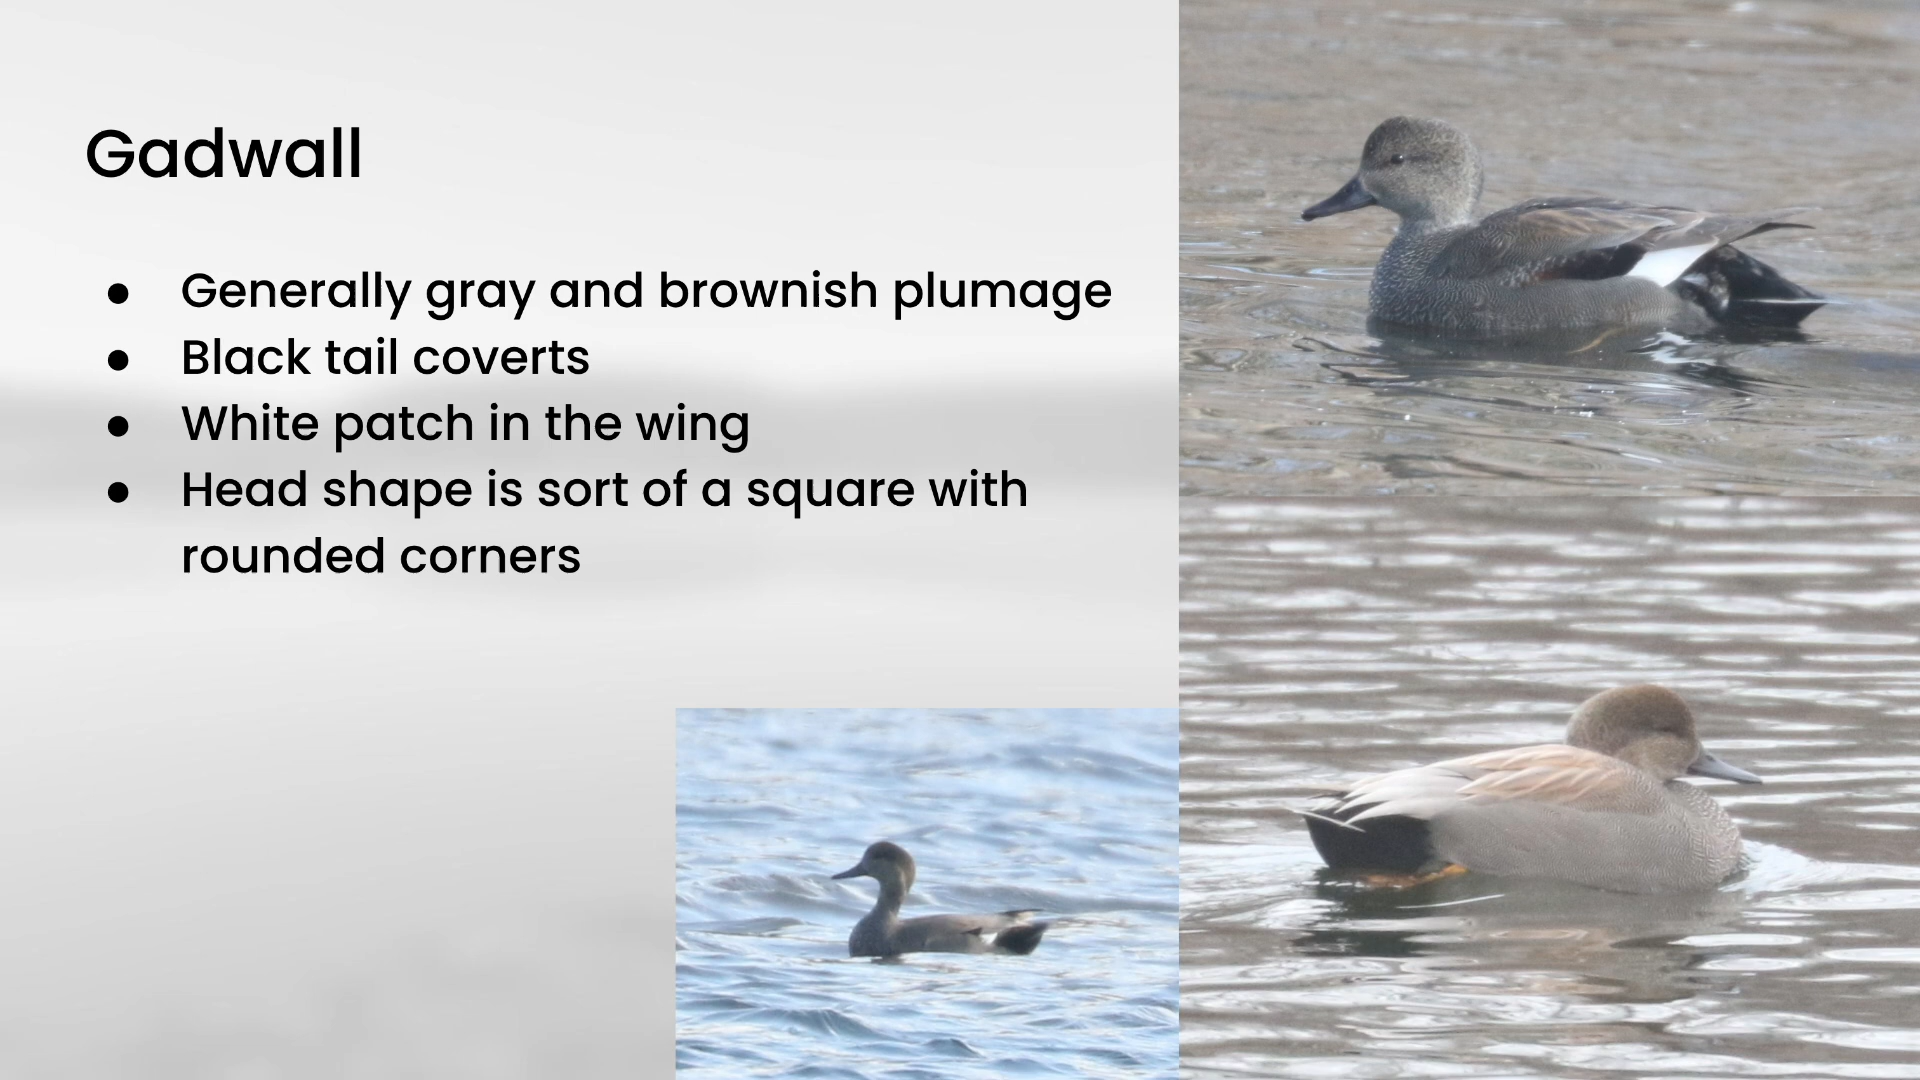 Gadwall
● Generally gray and brownish plumage
● Black tail coverts
● White patch in the wing
● Head shape is sort of a square with
rounded corners